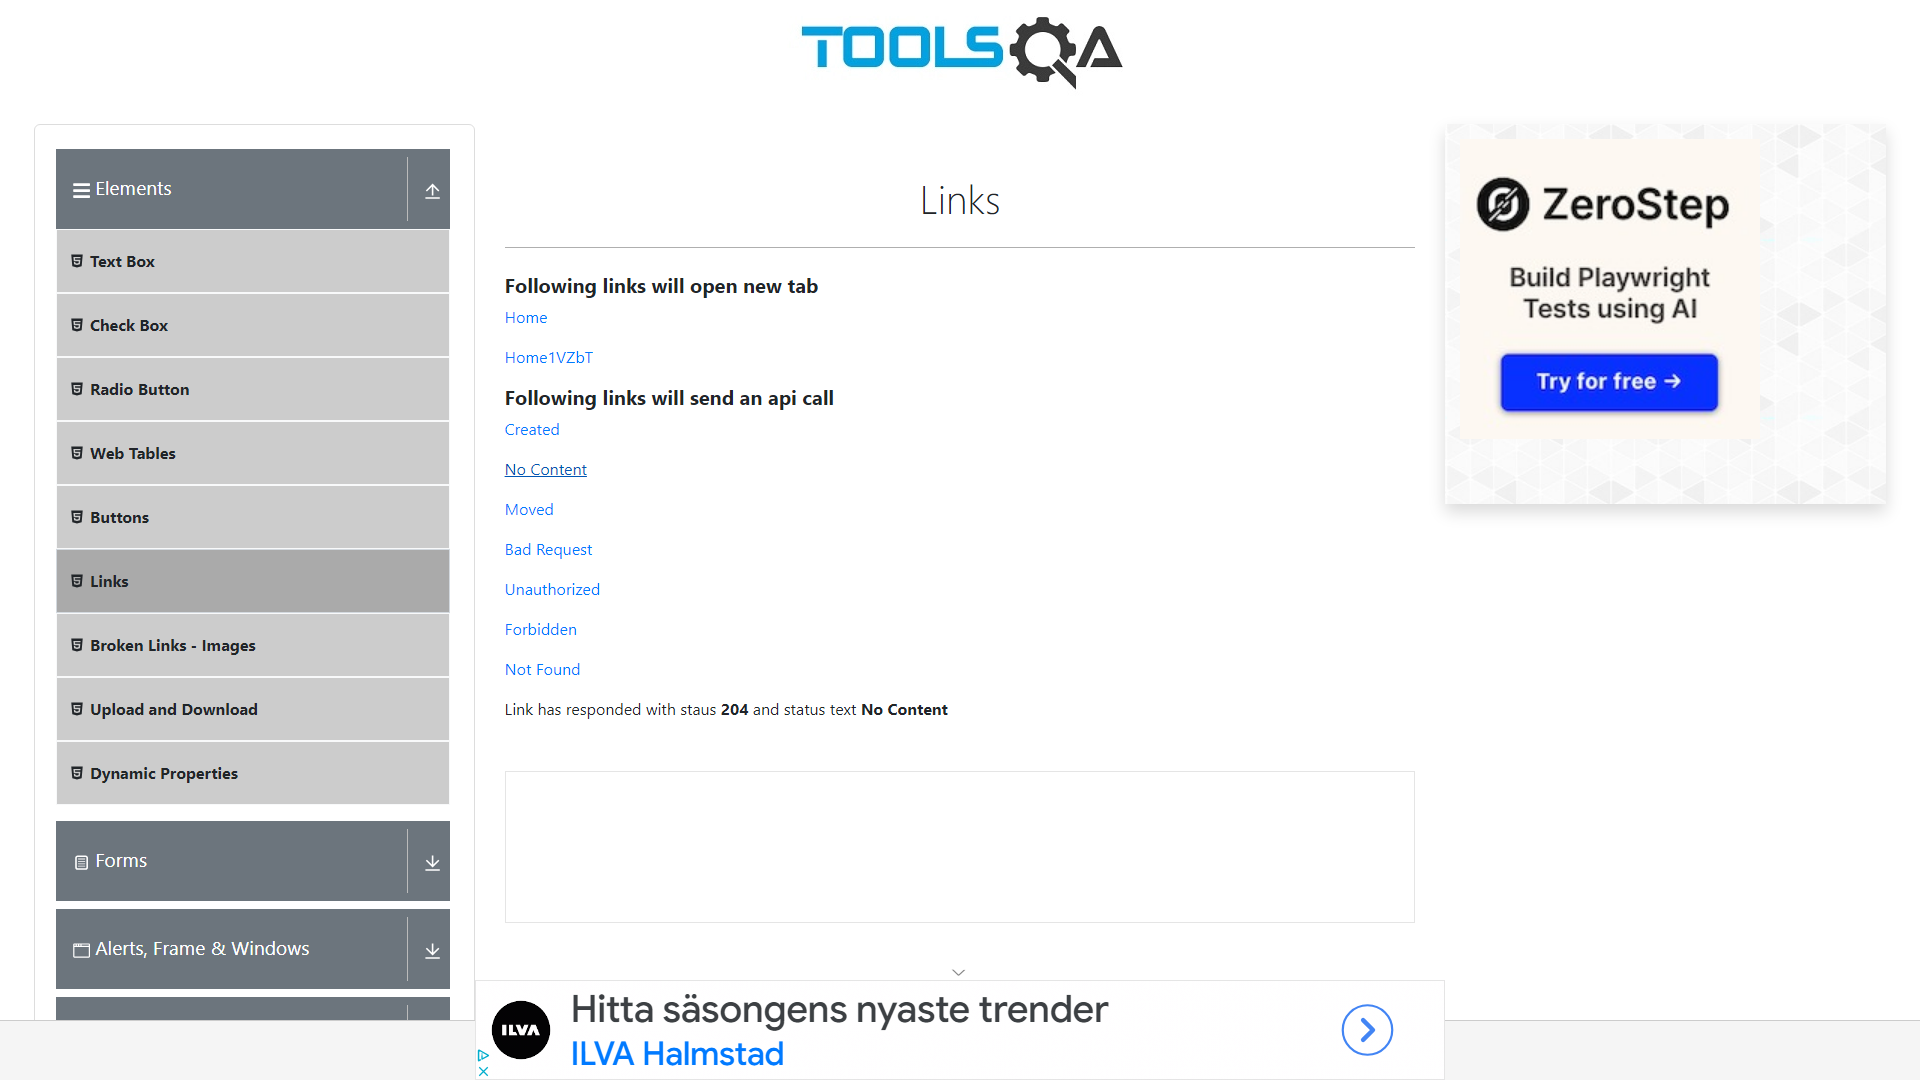 TOOLSQA
Elements
Text Box
Check Box
Radio Button
Web Tables
Buttons
Links
Broken Links - Images
Upload and Download
Dynamic Properties
Forms
Alerts, Frame & Windows
Links
Following links will open new tab
Home
Home1VZbT
Following links will send an api call
Created
No Content
Moved
Bad Request
Unauthorized
Forbidden
Not Found
Link has responded with staus 204 and status text No Content
ZeroStep
Build Playwright
Tests using AI
Try for free →
ILVA
Hitta säsongens nyaste trender
ILVA Halmstad